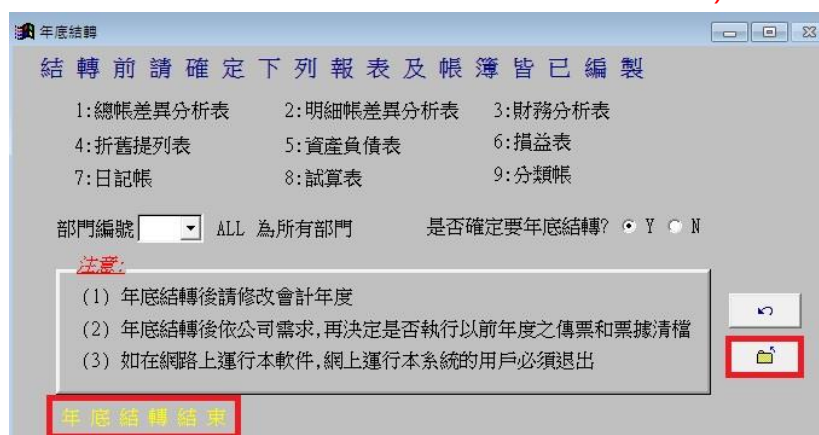 年底結轉
結轉前請確定下列報表及帳簿皆已編製
1:總帳差異分析表 2:明細帳差異分析表 3:財務分析表
4:折舊提列表 5:資產負債表 6:損益表
7:日記帳 8:試算表 9:分類帳
部門編號 ALL 為所有部門 是否確定要年底結轉? Y N
注意:
(1) 年底結轉後請修改會計年度
(2) 年底結轉後依公司需求,再決定是否執行以前年度之傳票和票據清檔
(3) 如在網路上運行本軟件,網上運行本系統的用戶必須退出
年底結轉結束